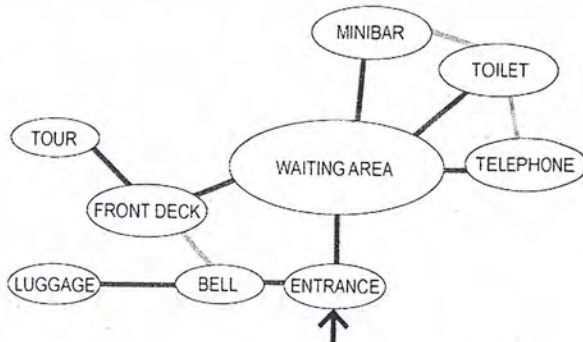 MINIBAR
TOILET
TOUR
WAITING AREA
TELEPHONE
FRONT DECK
LUGGAGE
BELL
ENTRANCE